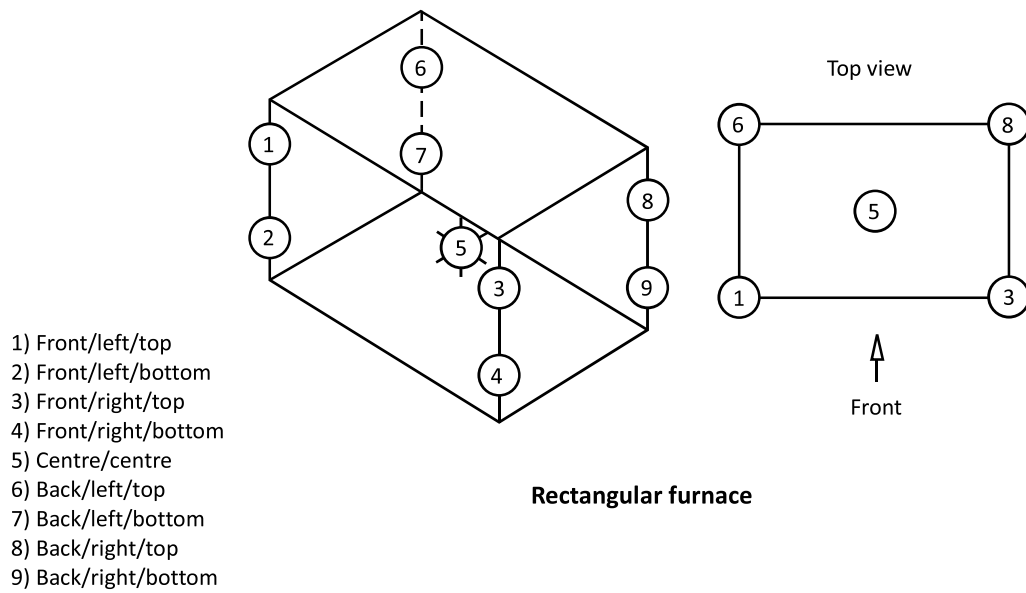 6
1
7
2
8
5
3
9
4
Top view
6
8
5
1
3
Front
1) Front/left/top
2) Front/left/bottom
3) Front/right/top
4) Front/right/bottom
5) Centre/centre
6) Back/left/top
7) Back/left/bottom
8) Back/right/top
9) Back/right/bottom
Rectangular furnace